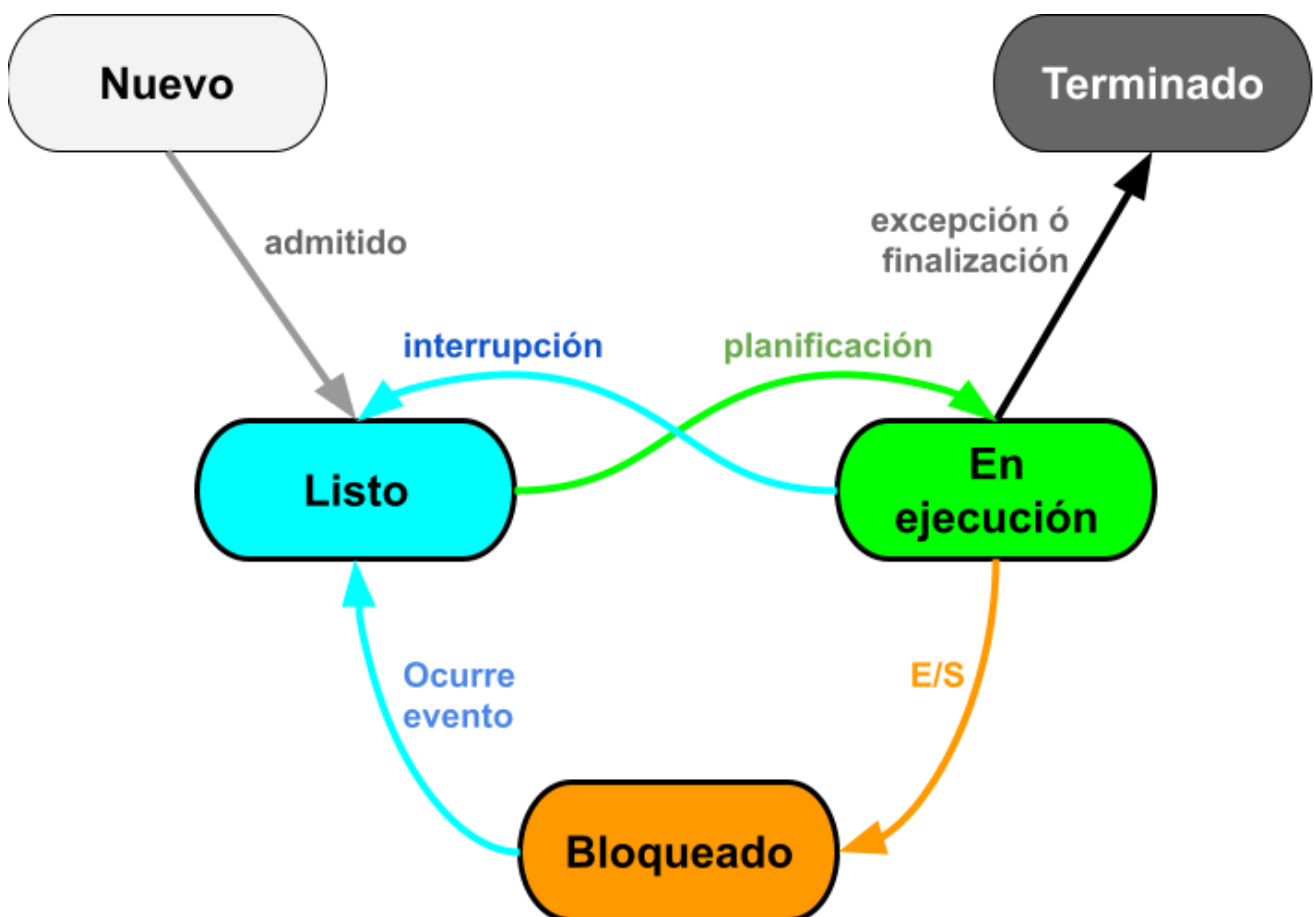 Nuevo
Terminado
admitido
excepción ó
finalización
interrupción
planificación
Listo
En
ejecución
Ocurre
evento
E/S
Bloqueado